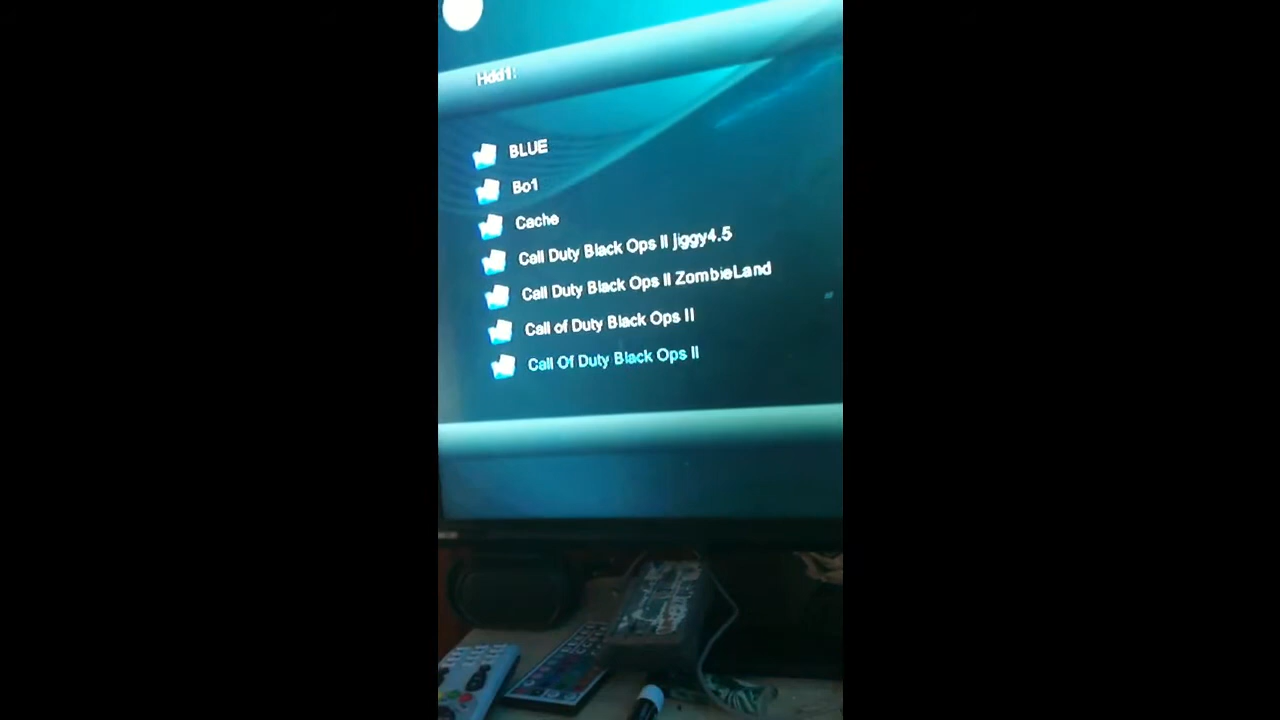 Hdd1:
BLUE
Bo1
Cache
Call Duty Black Ops II Jiggy4.5
Call Duty Black Ops II ZombieLand
Call of Duty Black Ops II
Call Of Duty Black Ops II